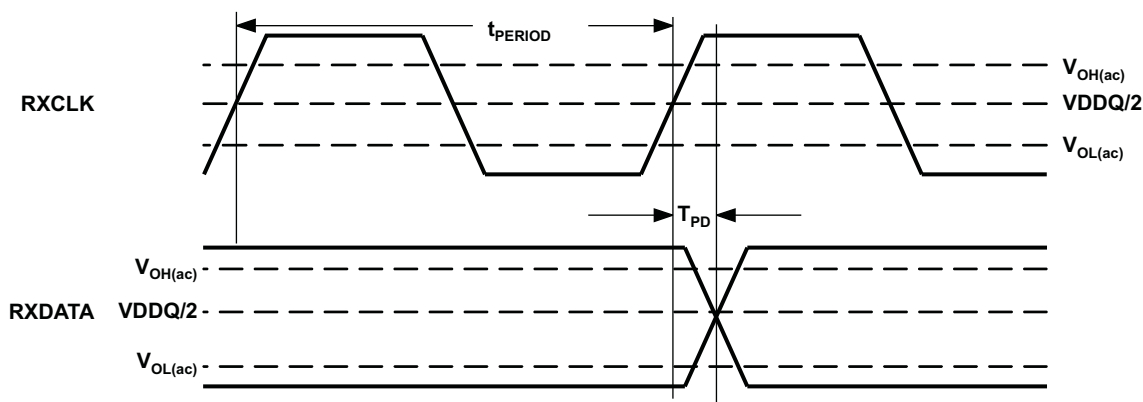 tPERIOD
VOH(ac)
RXCLK VDDQ/2
VOL(ac)
TPD
VOH(ac)
RXDATA VDDQ/2
VOL(ac)